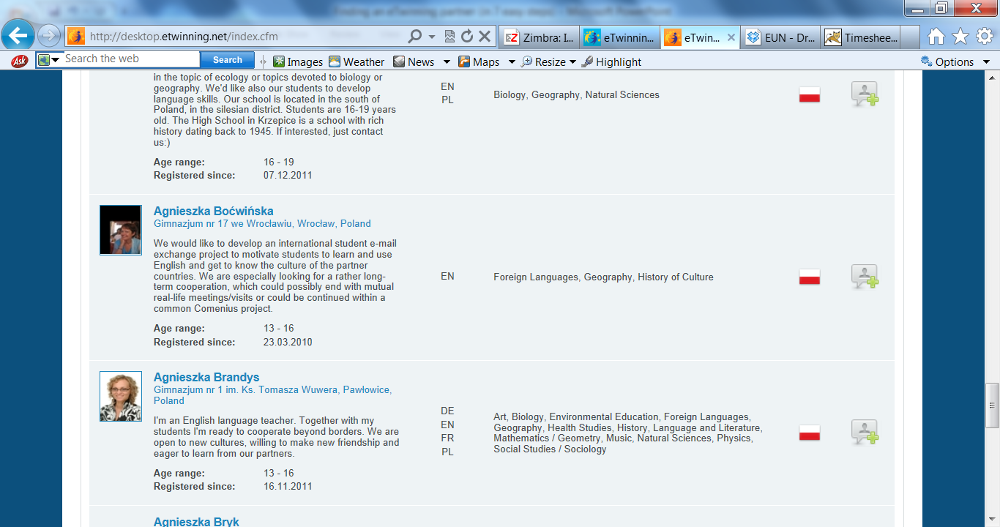 Finding an eTwinning partner (in 7 easy steps) - Microsoft PowerPoint
http://desktop.etwinning.net/index.cfm
Zimbra: I...
eTwinnin...
eTwin...
EUN - Dr...
Timeshee...
Ask
Search the web
Search
Images
Weather
News
Maps
Resize
Highlight
Options
in the topic of ecology or topics devoted to biology or
geography. We'd like also our students to develop
language skills. Our school is located in the south of
Poland, in the silesian district. Students are 16-19 years
old. The High School in Krzepice is a school with rich
history dating back to 1945. If interested, just contact
us:)
Age range: 16 - 19
Registered since: 07.12.2011
EN
PL
Biology, Geography, Natural Sciences
Agnieszka Boćwińska
Gimnazjum nr 17 we Wrocławiu, Wrocław, Poland
We would like to develop an international student e-mail
exchange project to motivate students to learn and use
English and get to know the culture of the partner
countries. We are especially looking for a rather long-
term cooperation, which could possibly end with mutual
real-life meetings/visits or could be continued within a
common Comenius project.
Age range: 13 - 16
Registered since: 23.03.2010
EN
Foreign Languages, Geography, History of Culture
Agnieszka Brandys
Gimnazjum nr 1 im. Ks. Tomasza Wuwera, Pawłowice,
Poland
I'm an English language teacher. Together with my
students I'm ready to cooperate beyond borders. We are
open to new cultures, willing to make new friendship and
eager to learn from our partners.
Age range: 13 - 16
Registered since: 16.11.2011
DE
EN
FR
PL
Art, Biology, Environmental Education, Foreign Languages,
Geography, Health Studies, History, Language and Literature,
Mathematics / Geometry, Music, Natural Sciences, Physics,
Social Studies / Sociology
Agnieszka Bryk